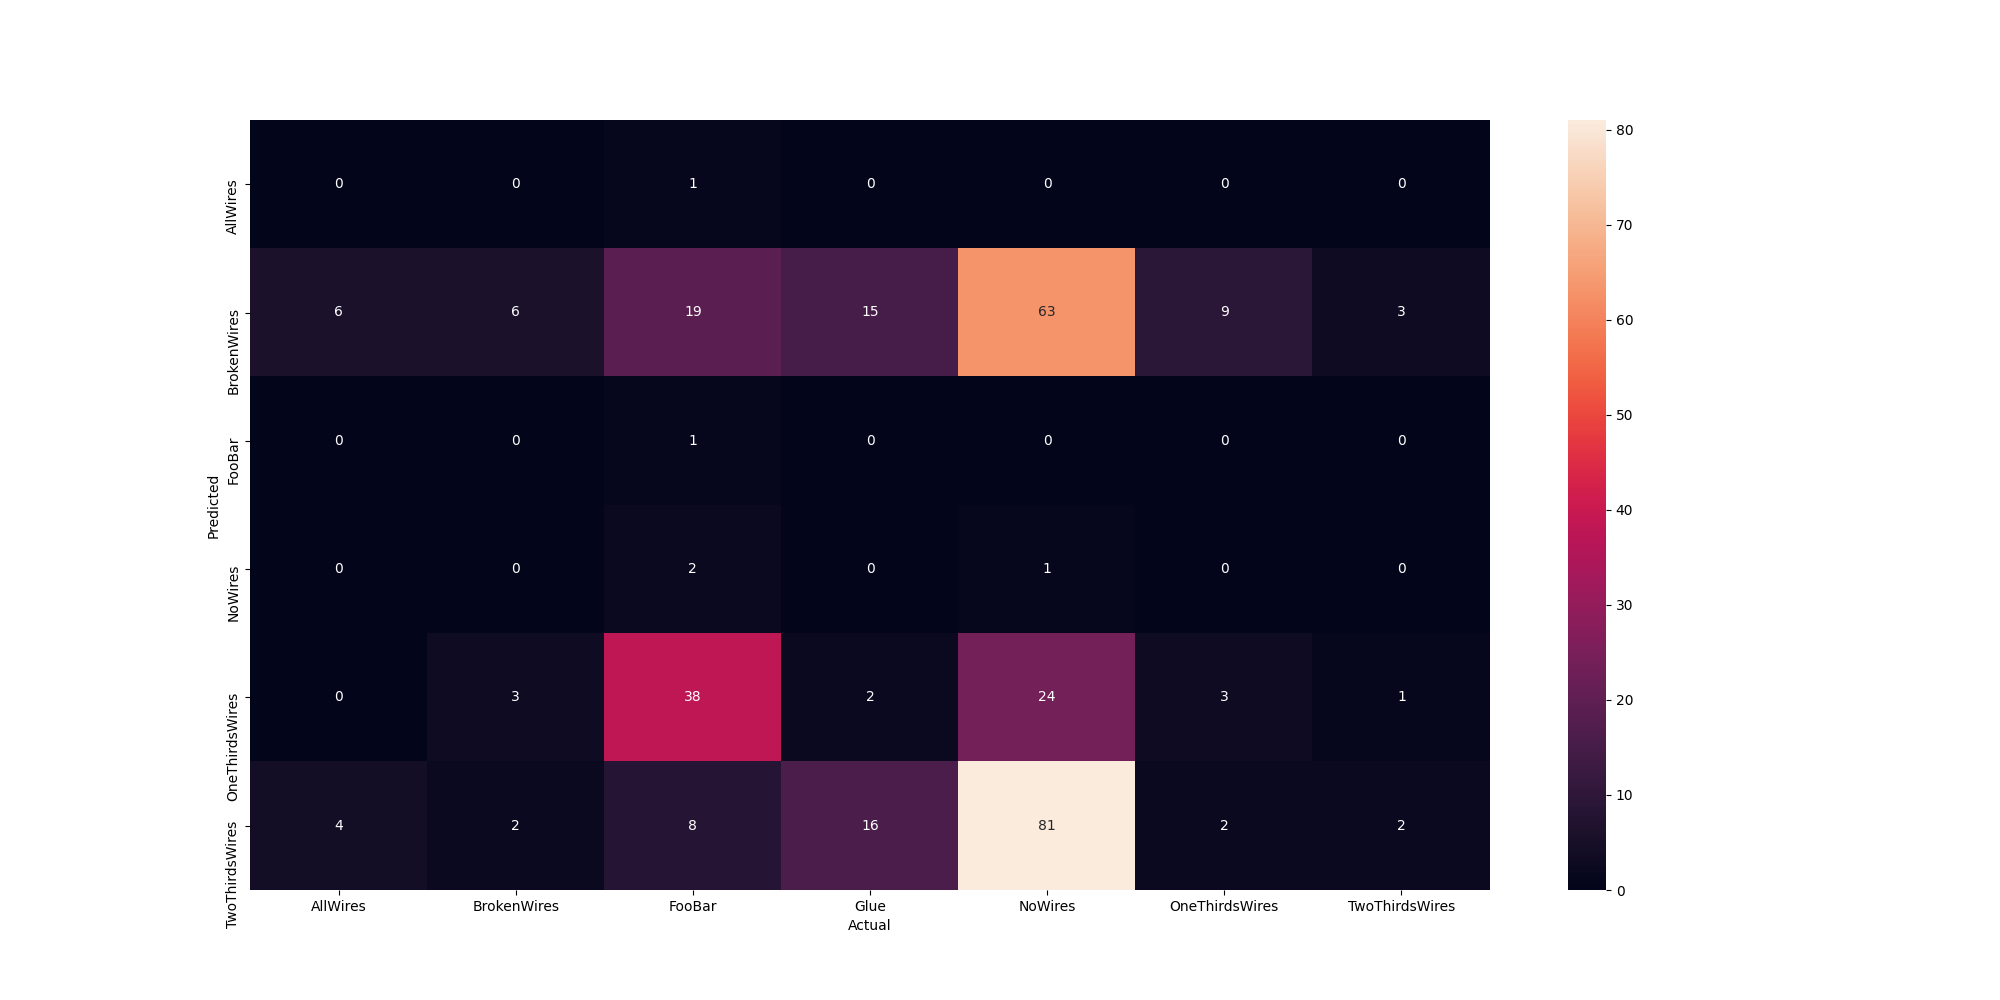 AllWires 0 0 1 0 0 0 0
BrokenWires 6 6 19 15 63 9 3
FooBar 0 0 1 0 0 0 0
NoWires 0 0 2 0 1 0 0
OneThirdsWires 0 3 38 2 24 3 1
TwoThirdsWires 4 2 8 16 81 2 2
Predicted
AllWires BrokenWires FooBar Glue NoWires OneThirdsWires TwoThirdsWires
Actual
80
70
60
50
40
30
20
10
0